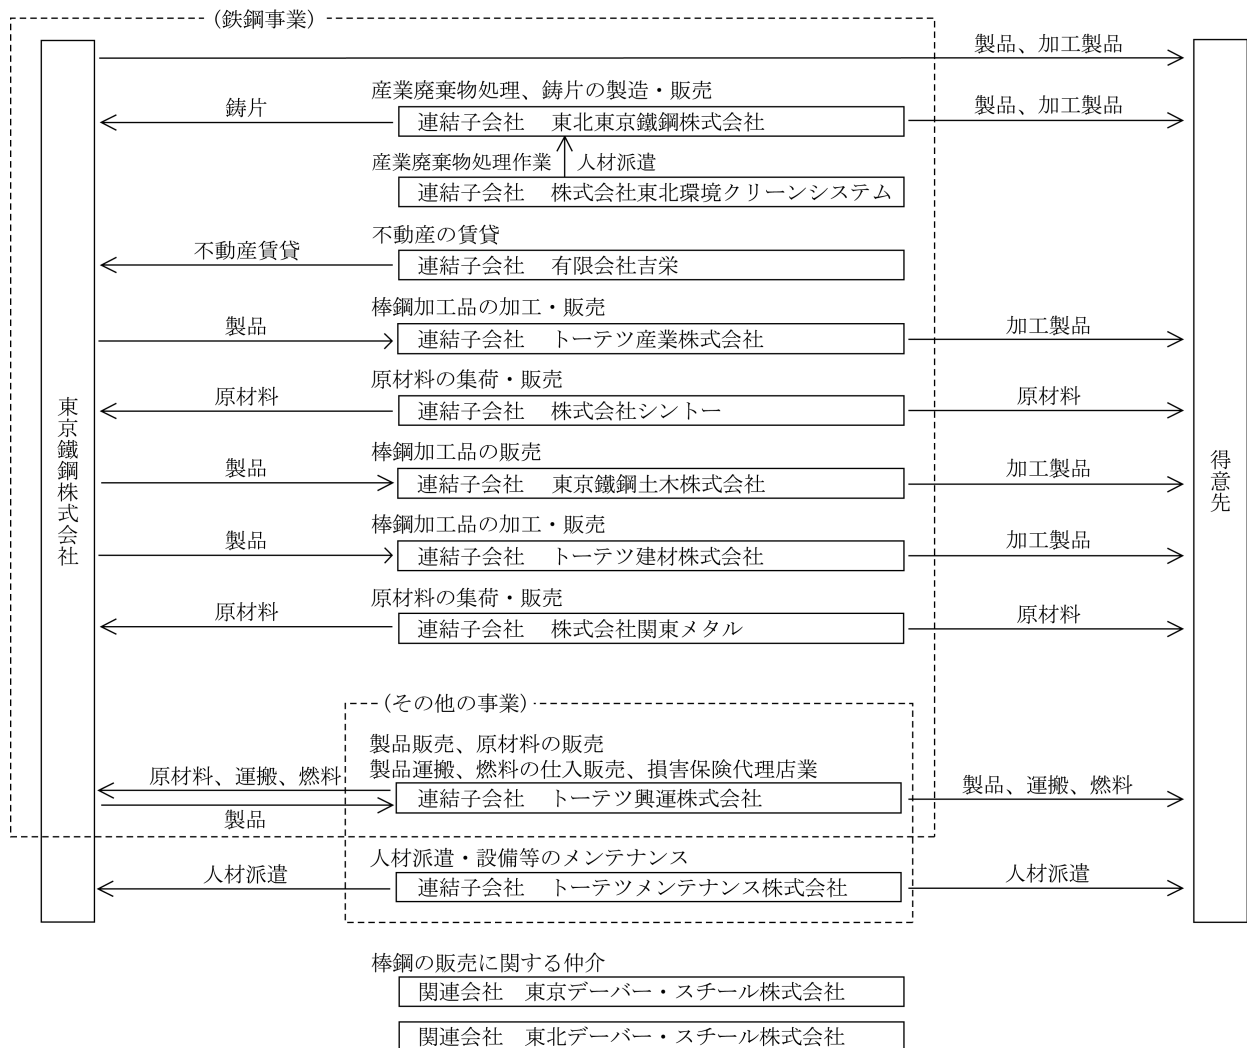 (鉄鋼事業)
製品、加工製品
産業廃棄物処理、鋳片の製造・販売
鋳片
連結子会社 東北東京鐵鋼株式会社
製品、加工製品
産業廃棄物処理作業
人材派遣
連結子会社 株式会社東北環境クリーンシステム
不動産の賃貸
不動産賃貸
連結子会社 有限会社吉栄
棒鋼加工品の加工・販売
製品
連結子会社 トーテツ産業株式会社
加工製品
原材料の集荷・販売
原材料
連結子会社 株式会社シントー
原材料
棒鋼加工品の販売
製品
連結子会社 東京鐵鋼土木株式会社
加工製品
棒鋼加工品の加工・販売
製品
連結子会社 トーテツ建材株式会社
加工製品
原材料の集荷・販売
原材料
連結子会社 株式会社関東メタル
原材料
東京鐵鋼株式会社
得意先
(その他の事業)
製品販売、原材料の販売
製品運搬、燃料の仕入販売、損害保険代理店業
原材料、運搬、燃料
連結子会社 トーテツ興運株式会社
製品、運搬、燃料
製品
人材派遣・設備等のメンテナンス
人材派遣
連結子会社 トーテツメンテナンス株式会社
人材派遣
棒鋼の販売に関する仲介
関連会社 東京デーバー・スチール株式会社
関連会社 東北デーバー・スチール株式会社